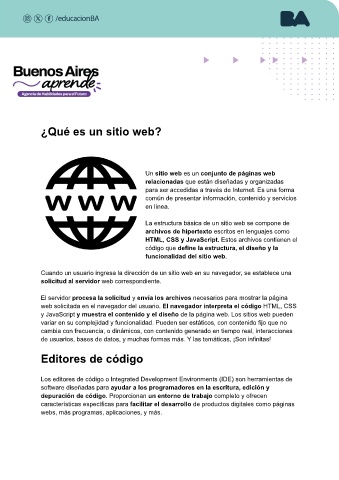 /educacionBA
BA
Buenos Aires
aprende
Agencia de Habilidades para el Futuro
¿Qué es un sitio web?
WWW
Un sitio web es un conjunto de páginas web
relacionadas que están diseñadas y organizadas
para ser accedidas a través de Internet. Es una forma
común de presentar información, contenido y servicios
en línea.
La estructura básica de un sitio web se compone de
archivos de hipertexto escritos en lenguajes como
HTML, CSS y JavaScript. Estos archivos contienen el
código que define la estructura, el diseño y la
funcionalidad del sitio web.
Cuando un usuario ingresa la dirección de un sitio web en su navegador, se establece una
solicitud al servidor web correspondiente.
El servidor procesa la solicitud y envía los archivos necesarios para mostrar la página
web solicitada en el navegador del usuario. El navegador interpreta el código HTML, CSS
y JavaScript y muestra el contenido y el diseño de la página web. Los sitios web pueden
variar en su complejidad y funcionalidad. Pueden ser estáticos, con contenido fijo que no
cambia con frecuencia, o dinámicos, con contenido generado en tiempo real, interacciones
de usuarios, bases de datos, y muchas formas más. Y las temáticas, ¡Son infinitas!
Editores de código
Los editores de código o Integrated Development Environments (IDE) son herramientas de
software diseñadas para ayudar a los programadores en la escritura, edición y
depuración de código. Proporcionan un entorno de trabajo completo y ofrecen
características específicas para facilitar el desarrollo de productos digitales como páginas
webs, más programas, aplicaciones, y más.